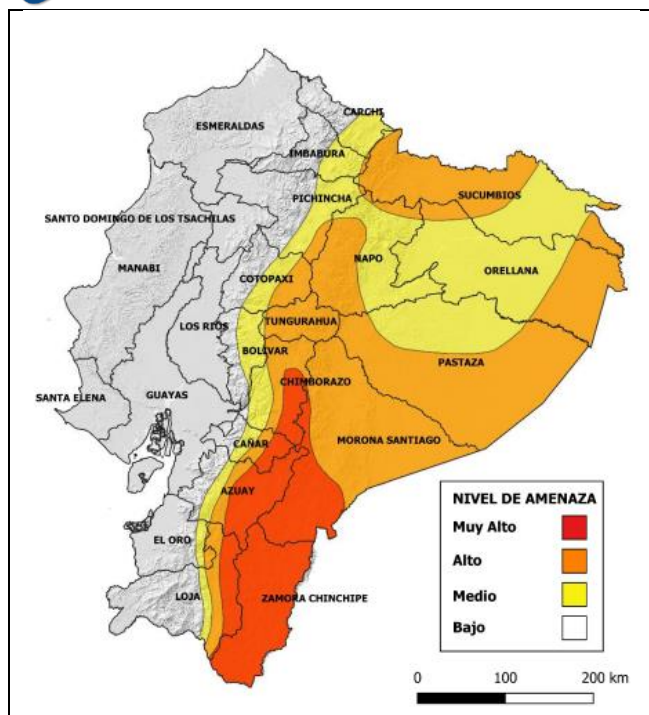 CARCHI
ESMERALDAS
IMBABURA
SUCUMBIOS
PICHINCHA
SANTO DOMINGO DE LOS TSACHILAS
NAPO
MANABI
COTOPAXI
ORELLANA
LOS RIOS
TUNGURAHUA
BOLIVAR
PASTAZA
CHIMBORAZO
SANTA ELENA
GUAYAS
CAÑAR
MORONA SANTIAGO
AZUAY
EL ORO
LOJA
ZAMORA CHINCHIPE
NIVEL DE AMENAZA
Muy Alto
Alto
Medio
Bajo
0 100 200 km